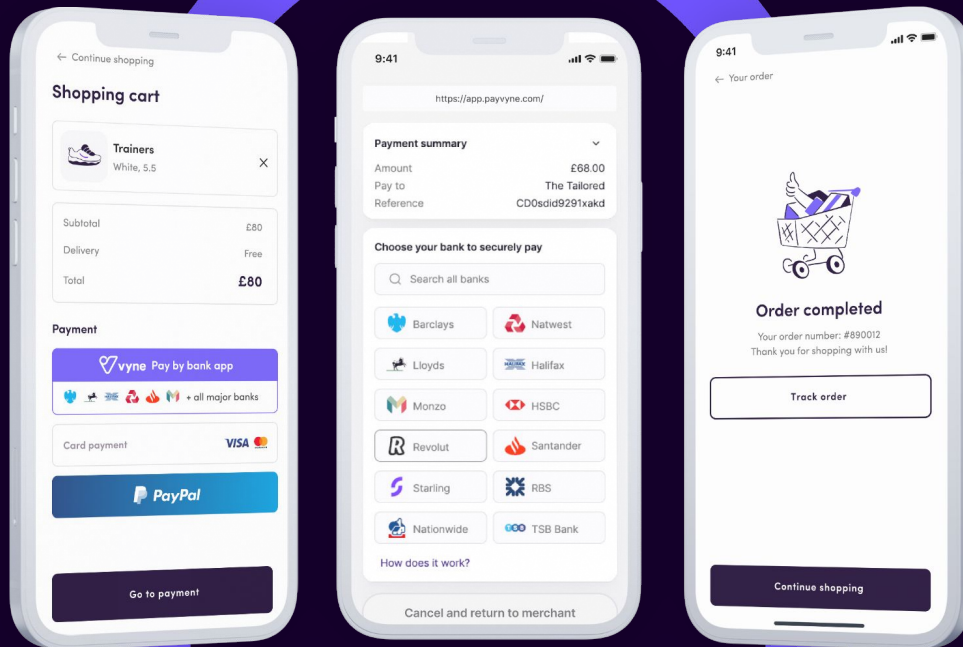 ← Continue shopping
Shopping cart
Trainers
White, 5.5
Subtotal £80
Delivery Free
Total £80
Payment
vyne Pay by bank app
+ all major banks
Card payment VISA
PayPal
Go to payment
9:41
https://app.payvyne.com/
Payment summary
Amount £68.00
Pay to The Tailored
Reference CD0sdid9291xakd
Choose your bank to securely pay
Search all banks
Barclays Natwest
Lloyds HALIFAX Halifax
Monzo HSBC
R Revolut Santander
Starling RBS
Nationwide TSB TSB Bank
How does it work?
Cancel and return to merchant
9:41
← Your order
Order completed
Your order number: #890012
Thank you for shopping with us!
Track order
Continue shopping